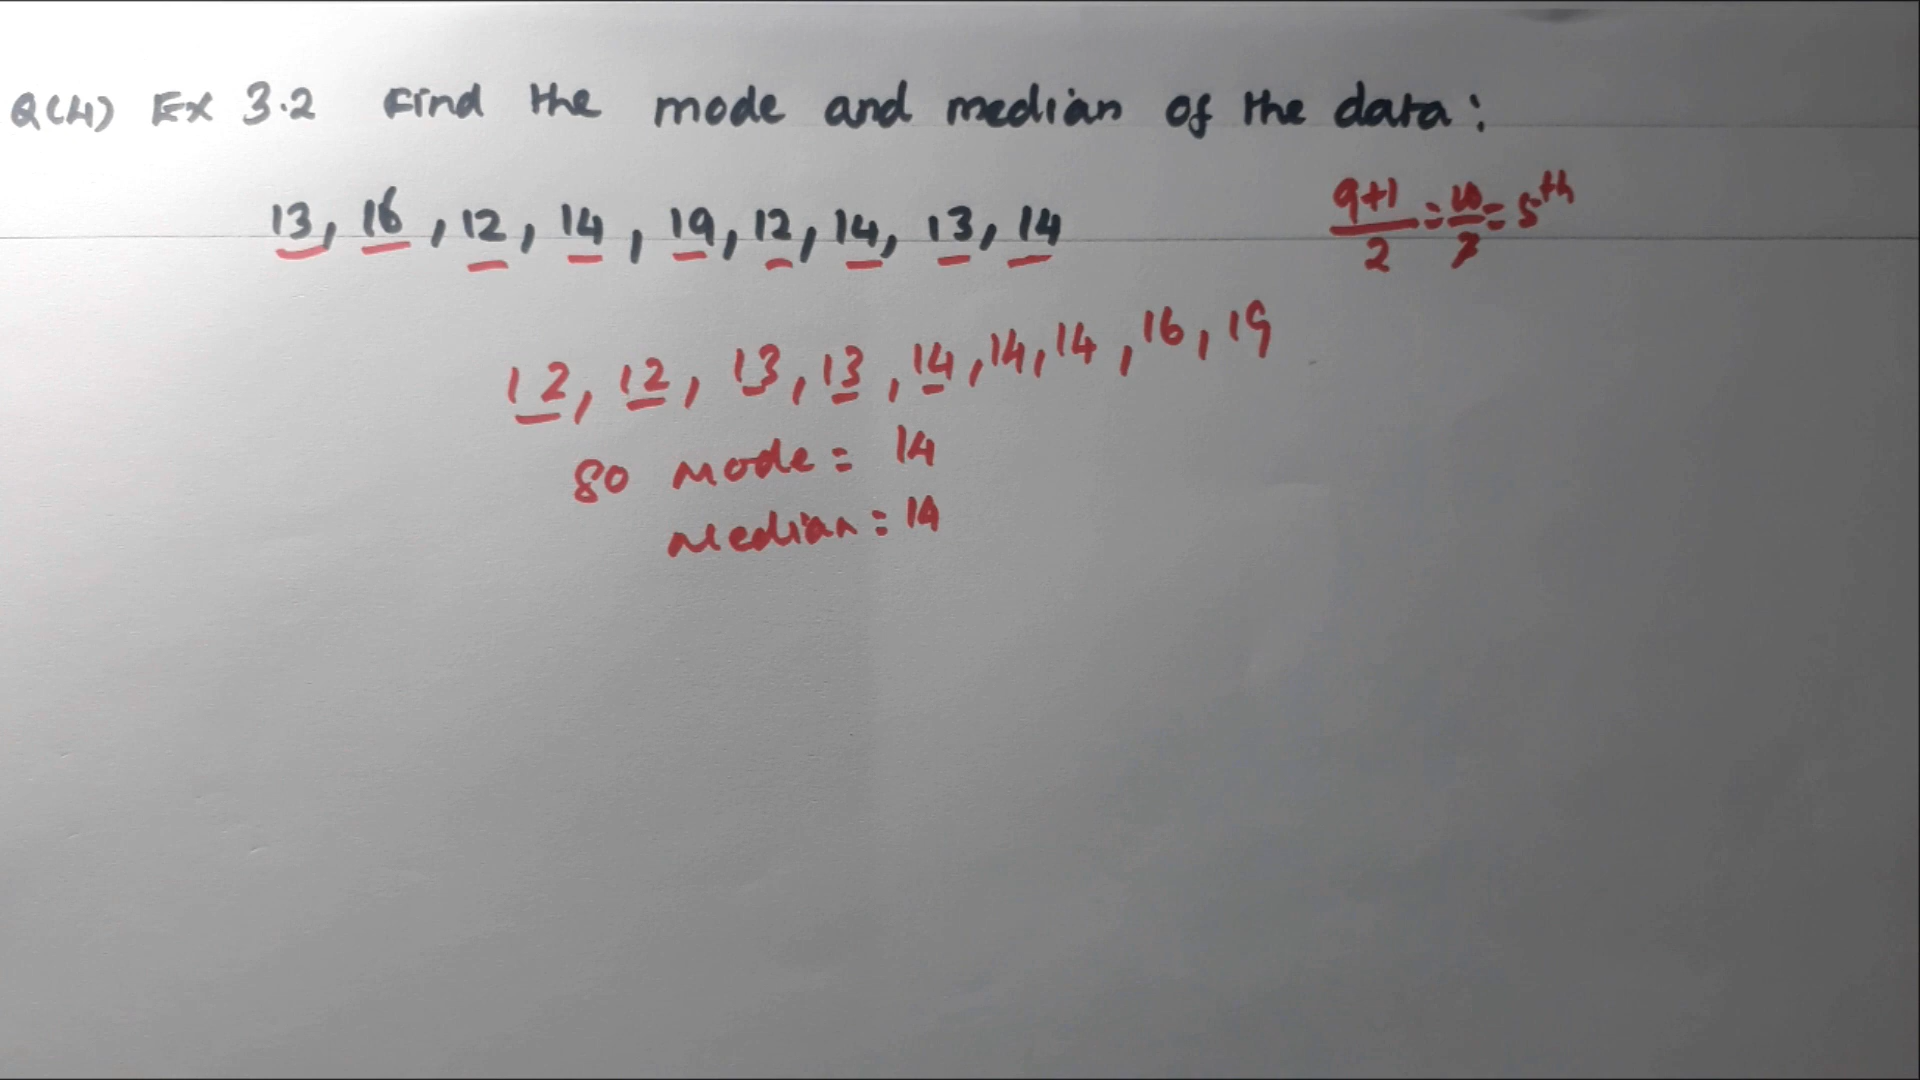 Q(4) Ex 3.2 Find the mode and median of the data:
13, 16, 12, 14, 19, 12, 14, 13, 14
9+1/2 = 10/2 = 5th
12, 12, 13, 13, 14, 14, 14, 16, 19
So mode = 14
Median = 14